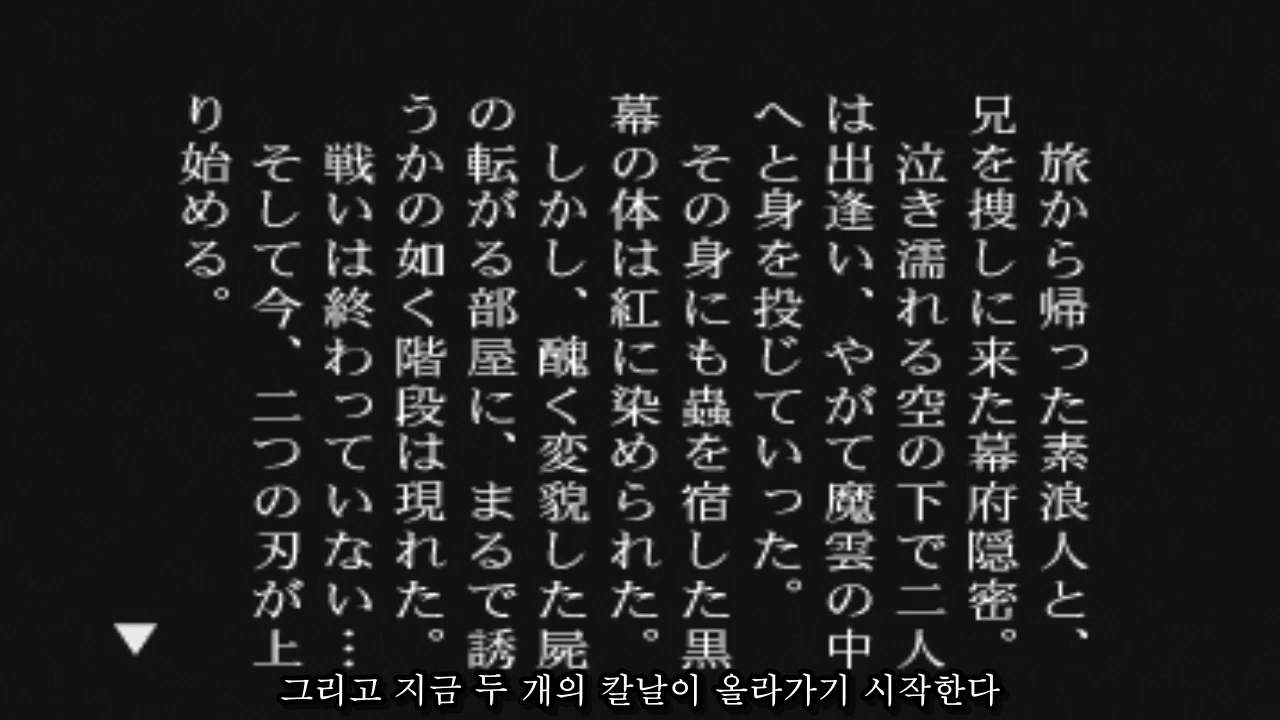 旅から帰った素浪人と、
兄を捜しに来た幕府隠密。
泣き濡れる空の下で二人
は出逢い、やがて魔雲の中
へと身を投じていった。
その身にも蟲を宿した黒
幕の体は紅に染められた。
しかし、醜く変貌した屍
の転がる部屋に、まるで誘
うかの如く階段は現れた。
戦いは終わっていない…
そして今、二つの刃が上
り始める。
그리고 지금 두 개의 칼날이 올라가기 시작한다